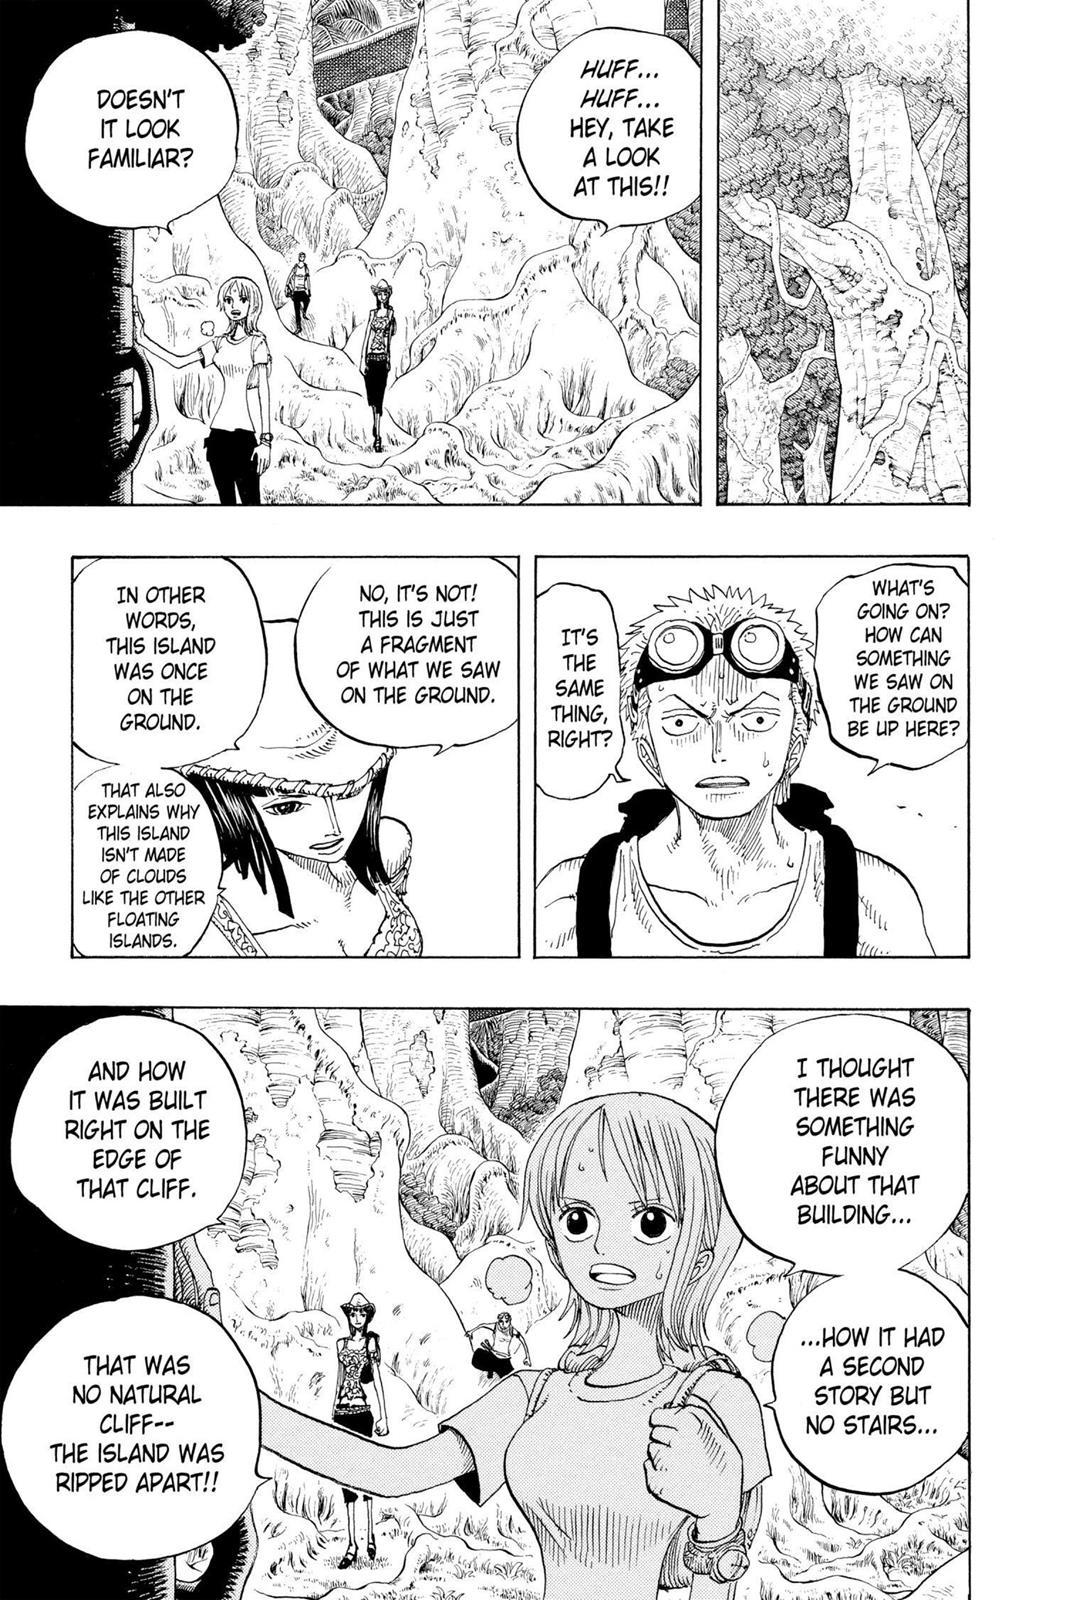 HUFF...
HUFF...
HEY, TAKE
A LOOK
AT THIS!!
DOESN'T
IT LOOK
FAMILIAR?
WHAT'S
GOING ON?
HOW CAN
SOMETHING
WE SAW ON
THE GROUND
BE UP HERE?
IT'S
THE
SAME
THING,
RIGHT?
NO, IT'S NOT!
THIS IS JUST
A FRAGMENT
OF WHAT WE SAW
ON THE GROUND.
IN OTHER
WORDS,
THIS ISLAND
WAS ONCE
ON THE
GROUND.
THAT ALSO
EXPLAINS WHY
THIS ISLAND
ISN'T MADE
OF CLOUDS
LIKE THE OTHER
FLOATING
ISLANDS.
I THOUGHT
THERE WAS
SOMETHING
FUNNY
ABOUT THAT
BUILDING...
...HOW IT HAD
A SECOND
STORY BUT
NO STAIRS...
AND HOW
IT WAS BUILT
RIGHT ON THE
EDGE OF
THAT CLIFF.
THAT WAS
NO NATURAL
CLIFF--
THE ISLAND WAS
RIPPED APART!!